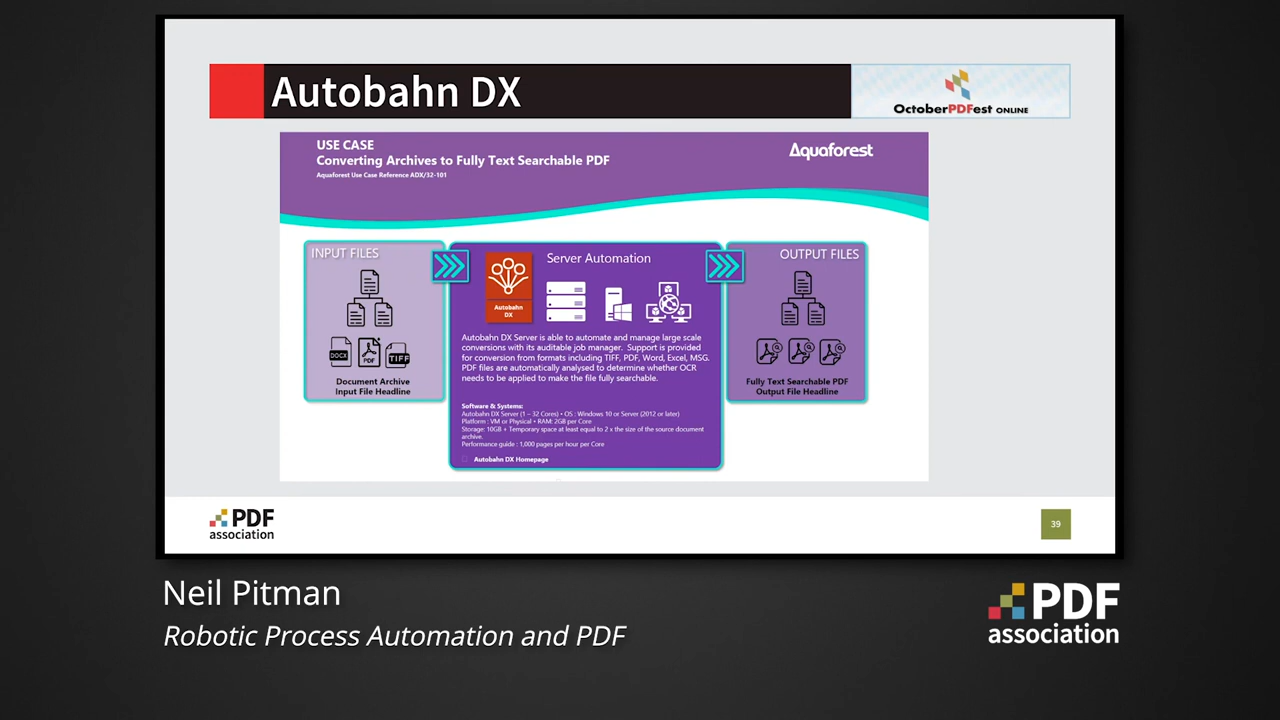 Autobahn DX
OctoberPDFest ONLINE
USE CASE
Converting Archives to Fully Text Searchable PDF
Aquaforest Use Case Reference ADX/32-101
Aquaforest
INPUT FILES
DOCX
PDF
TIFF
Document Archive
Input File Headline
Autobahn
DX
Server Automation
Autobahn DX Server is able to automate and manage large scale
conversions with its auditable job manager. Support is provided
for conversion from formats including TIFF, PDF, Word, Excel, MSG.
PDF files are automatically analysed to determine whether OCR
needs to be applied to make the file fully searchable.
Software & Systems:
Autobahn DX Server (1 – 32 Cores) • OS : Windows 10 or Server (2012 or later)
Platform : VM or Physical • RAM: 2GB per Core
Storage: 10GB + Temporary space at least equal to 2 x the size of the source document
archive.
Performance guide : 1,000 pages per hour per Core
Autobahn DX Homepage
OUTPUT FILES
Fully Text Searchable PDF
Output File Headline
PDF
association
39
Neil Pitman
Robotic Process Automation and PDF
PDF
association